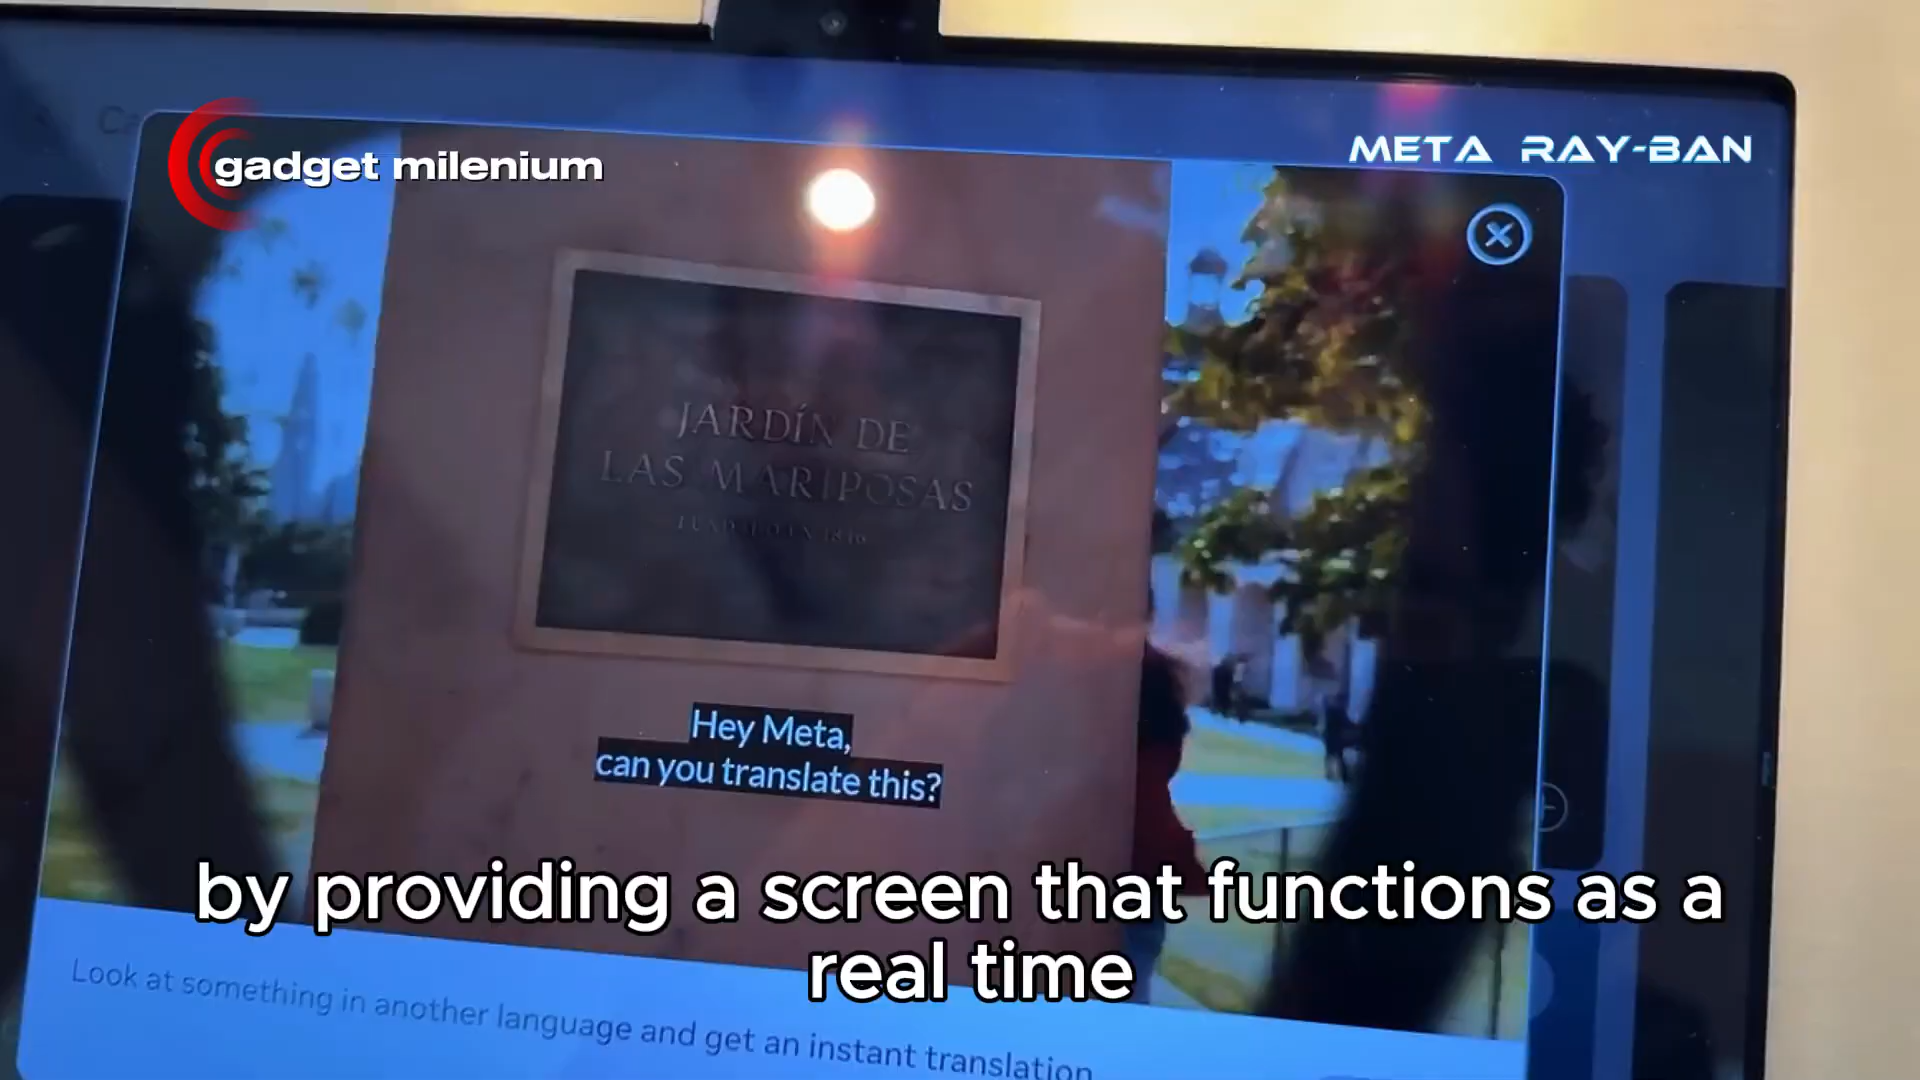 gadget milenium
META RAY-BAN
JARDÍN DE
LAS MARIPOSAS
Hey Meta,
can you translate this?
by providing a screen that functions as a
real time
Look at something in another language and get an instant translation